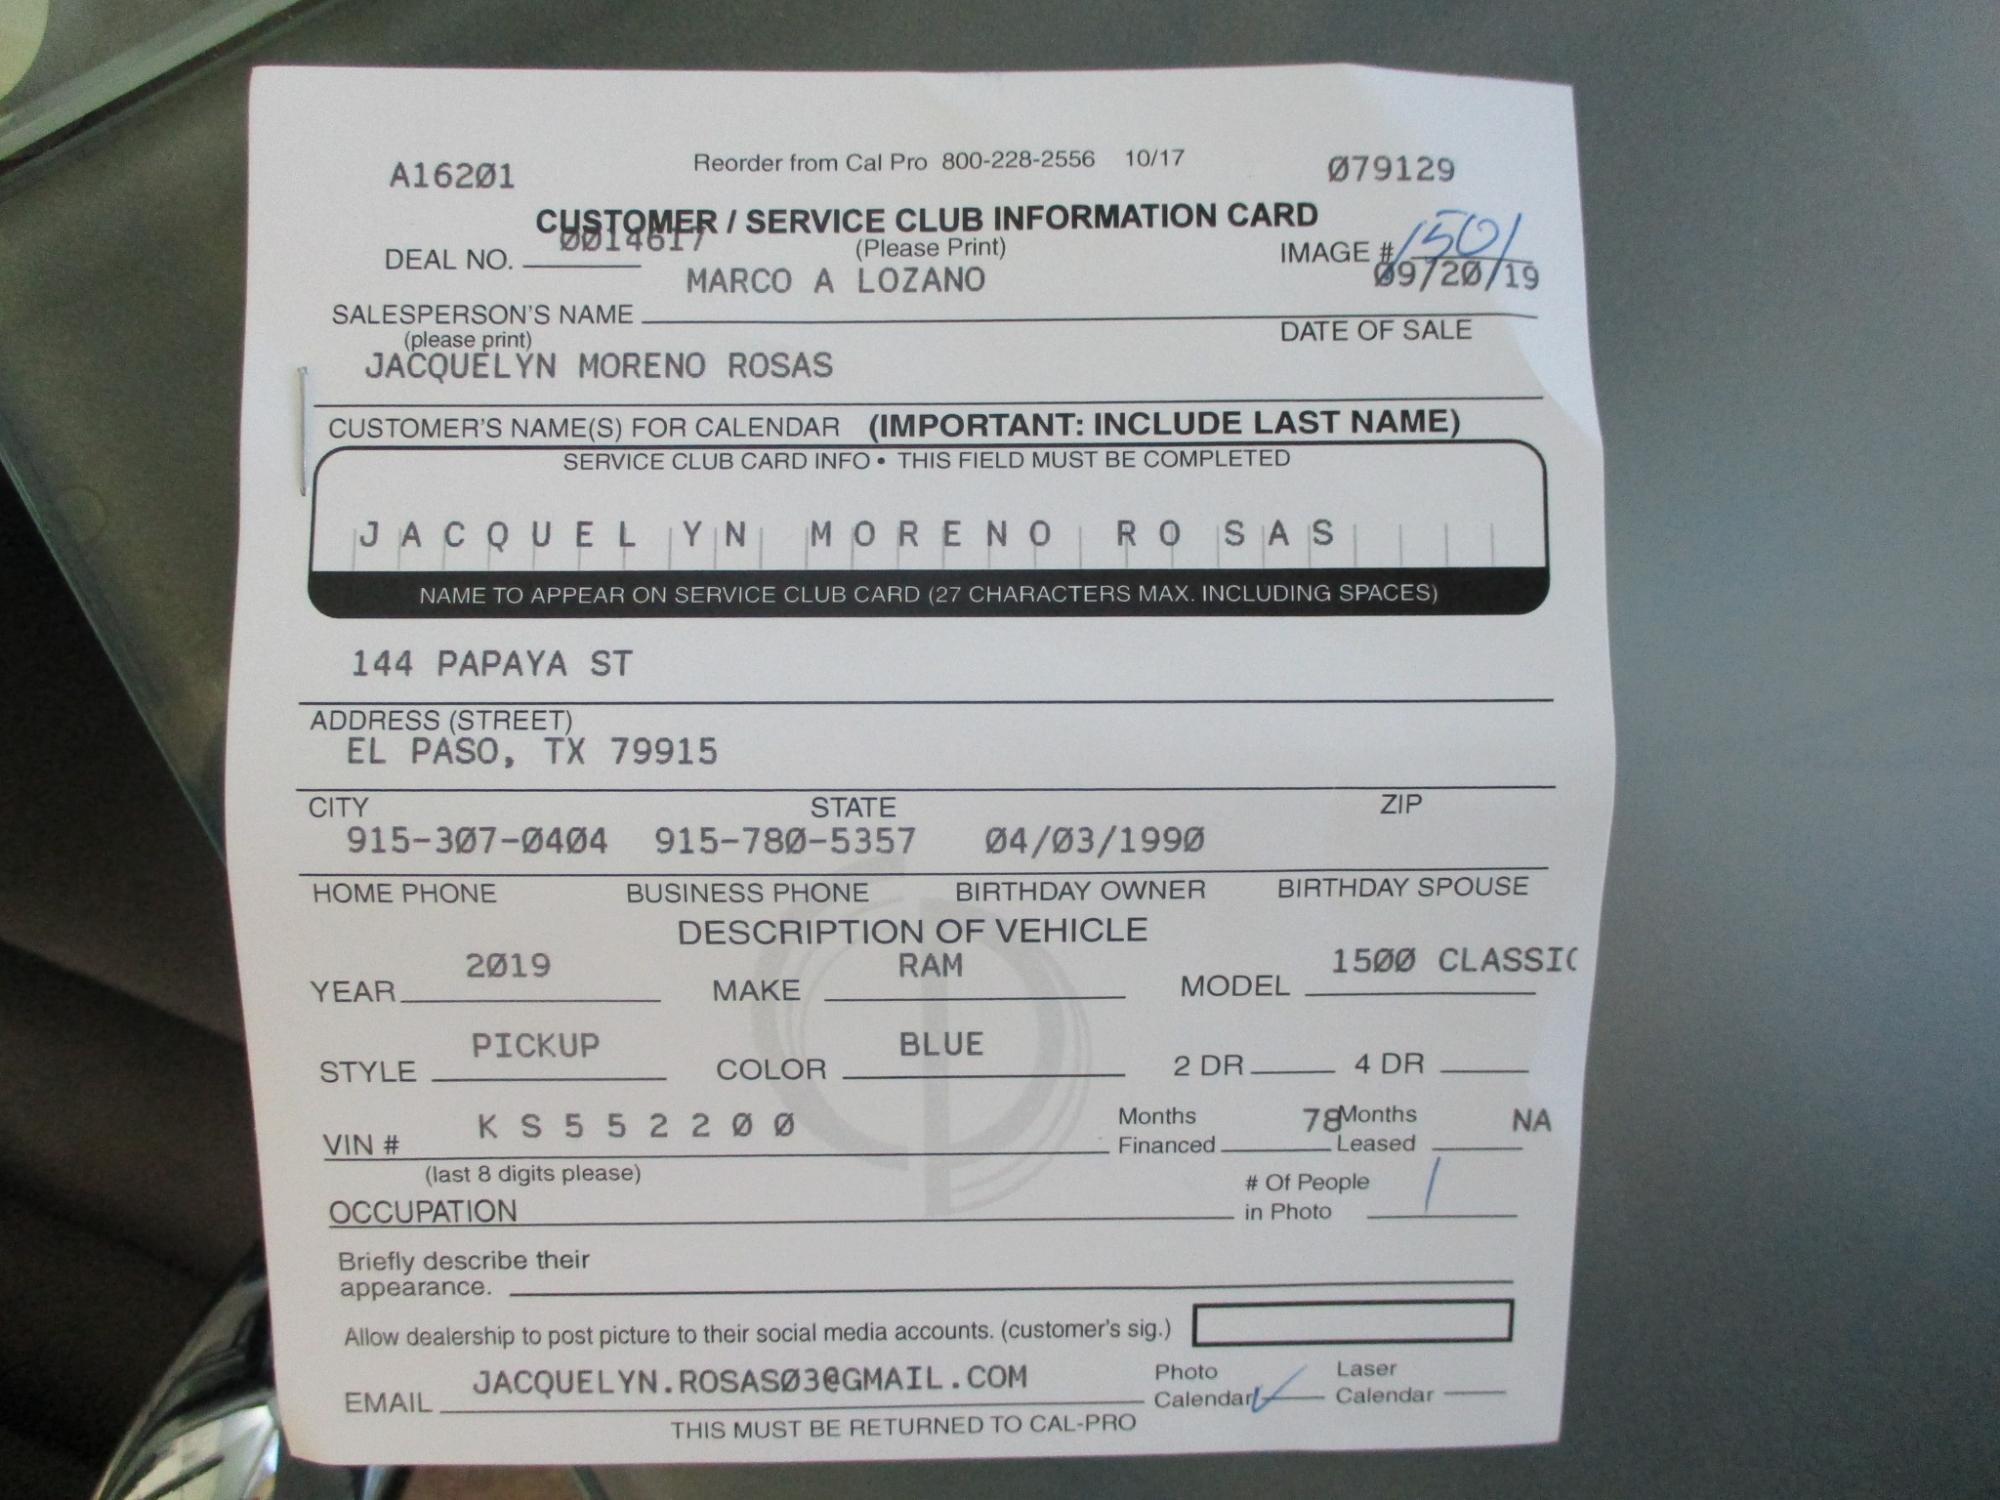 A16201 Reorder from Cal Pro 800-228-2556 10/17 079129
CUSTOMER / SERVICE CLUB INFORMATION CARD
DEAL NO. 0014617 (Please Print) IMAGE # 1501
MARCO A LOZANO 09/20/19
SALESPERSON'S NAME DATE OF SALE
(please print)
JACQUELYN MORENO ROSAS
CUSTOMER'S NAME(S) FOR CALENDAR (IMPORTANT: INCLUDE LAST NAME)
SERVICE CLUB CARD INFO • THIS FIELD MUST BE COMPLETED
JACQUELYN MORENO ROSAS
NAME TO APPEAR ON SERVICE CLUB CARD (27 CHARACTERS MAX. INCLUDING SPACES)
144 PAPAYA ST
ADDRESS (STREET)
EL PASO, TX 79915
CITY STATE ZIP
915-307-0404 915-780-5357 04/03/1990
HOME PHONE BUSINESS PHONE BIRTHDAY OWNER BIRTHDAY SPOUSE
DESCRIPTION OF VEHICLE
YEAR 2019 MAKE RAM MODEL 1500 CLASSIC
STYLE PICKUP COLOR BLUE 2 DR 4 DR
VIN # KS552200 Months Financed 78 Months Leased NA
(last 8 digits please)
OCCUPATION # Of People in Photo 1
Briefly describe their
appearance.
Allow dealership to post picture to their social media accounts. (customer's sig.)
EMAIL JACQUELYN.ROSAS03@GMAIL.COM Photo Calendar ✓ Laser Calendar
THIS MUST BE RETURNED TO CAL-PRO